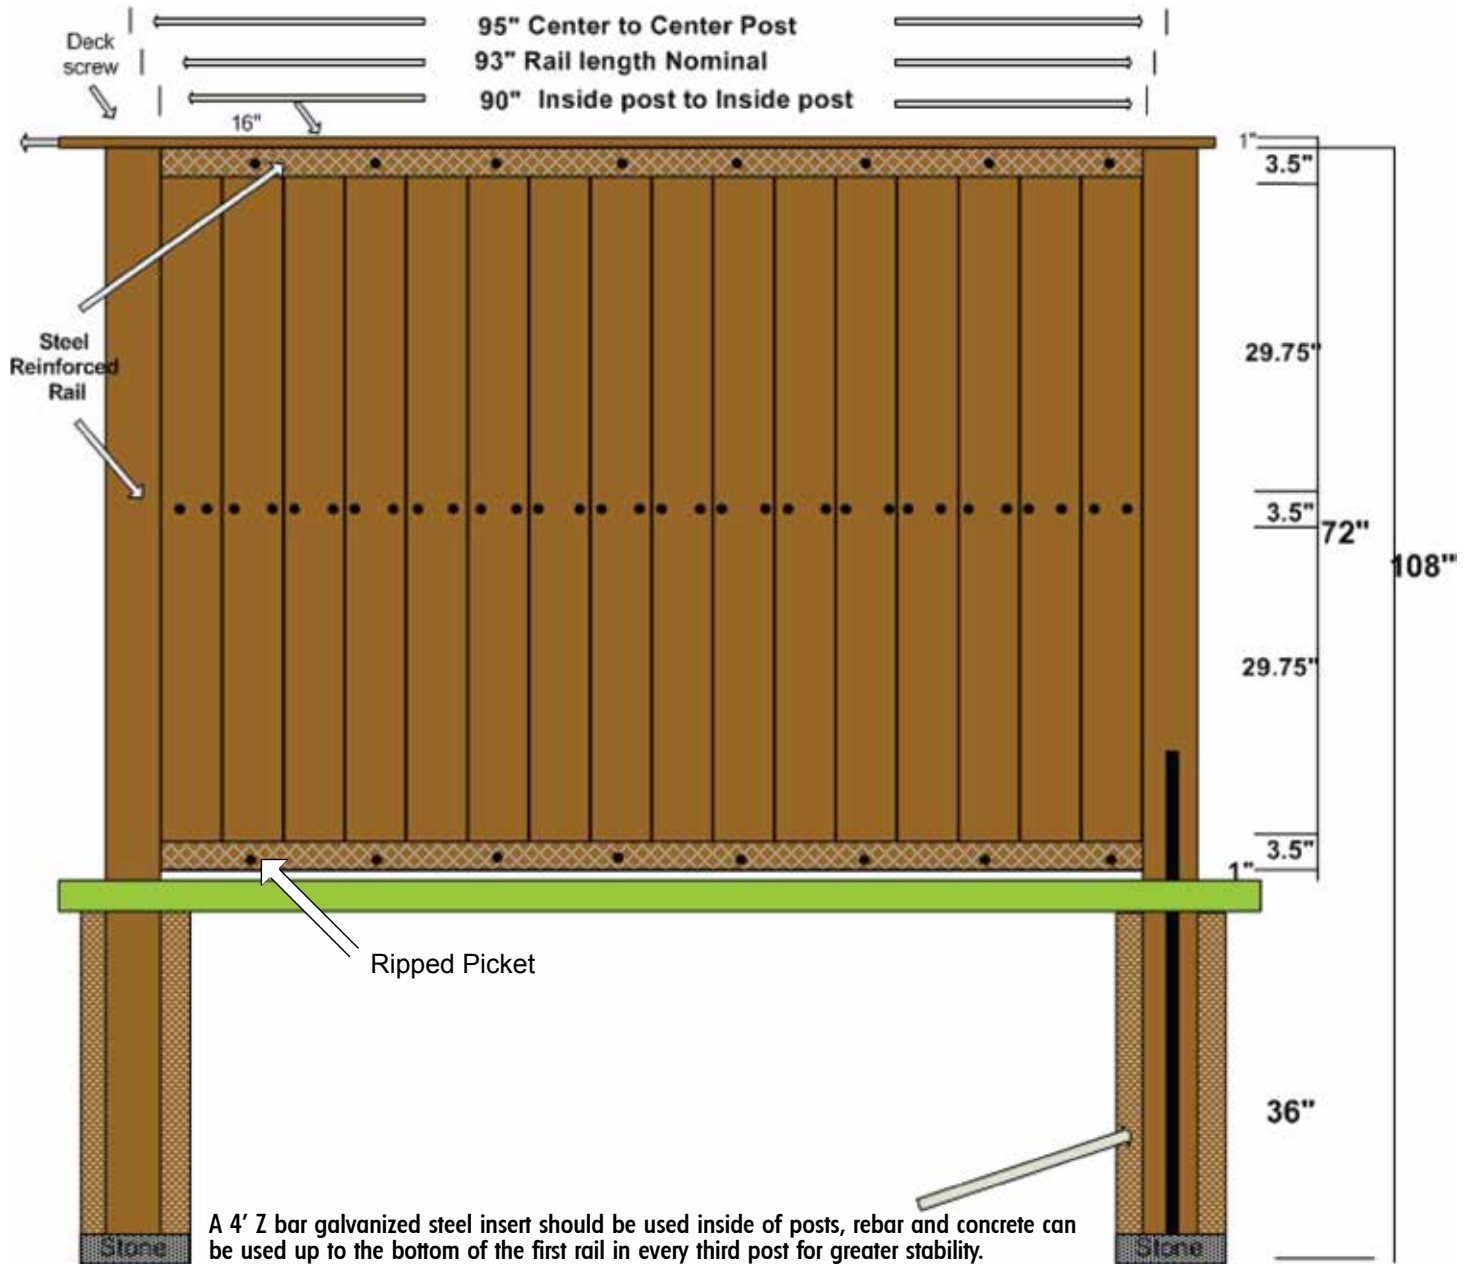 95" Center to Center Post
Deck
screw
93" Rail length Nominal
90" Inside post to Inside post
16"
1"
3.5"
Steel
Reinforced
Rail
29.75"
3.5"
72"
108"
29.75"
3.5"
1"
Ripped Picket
36"
A 4’ Z bar galvanized steel insert should be used inside of posts, rebar and concrete can
be used up to the bottom of the first rail in every third post for greater stability.
Stone
Stone